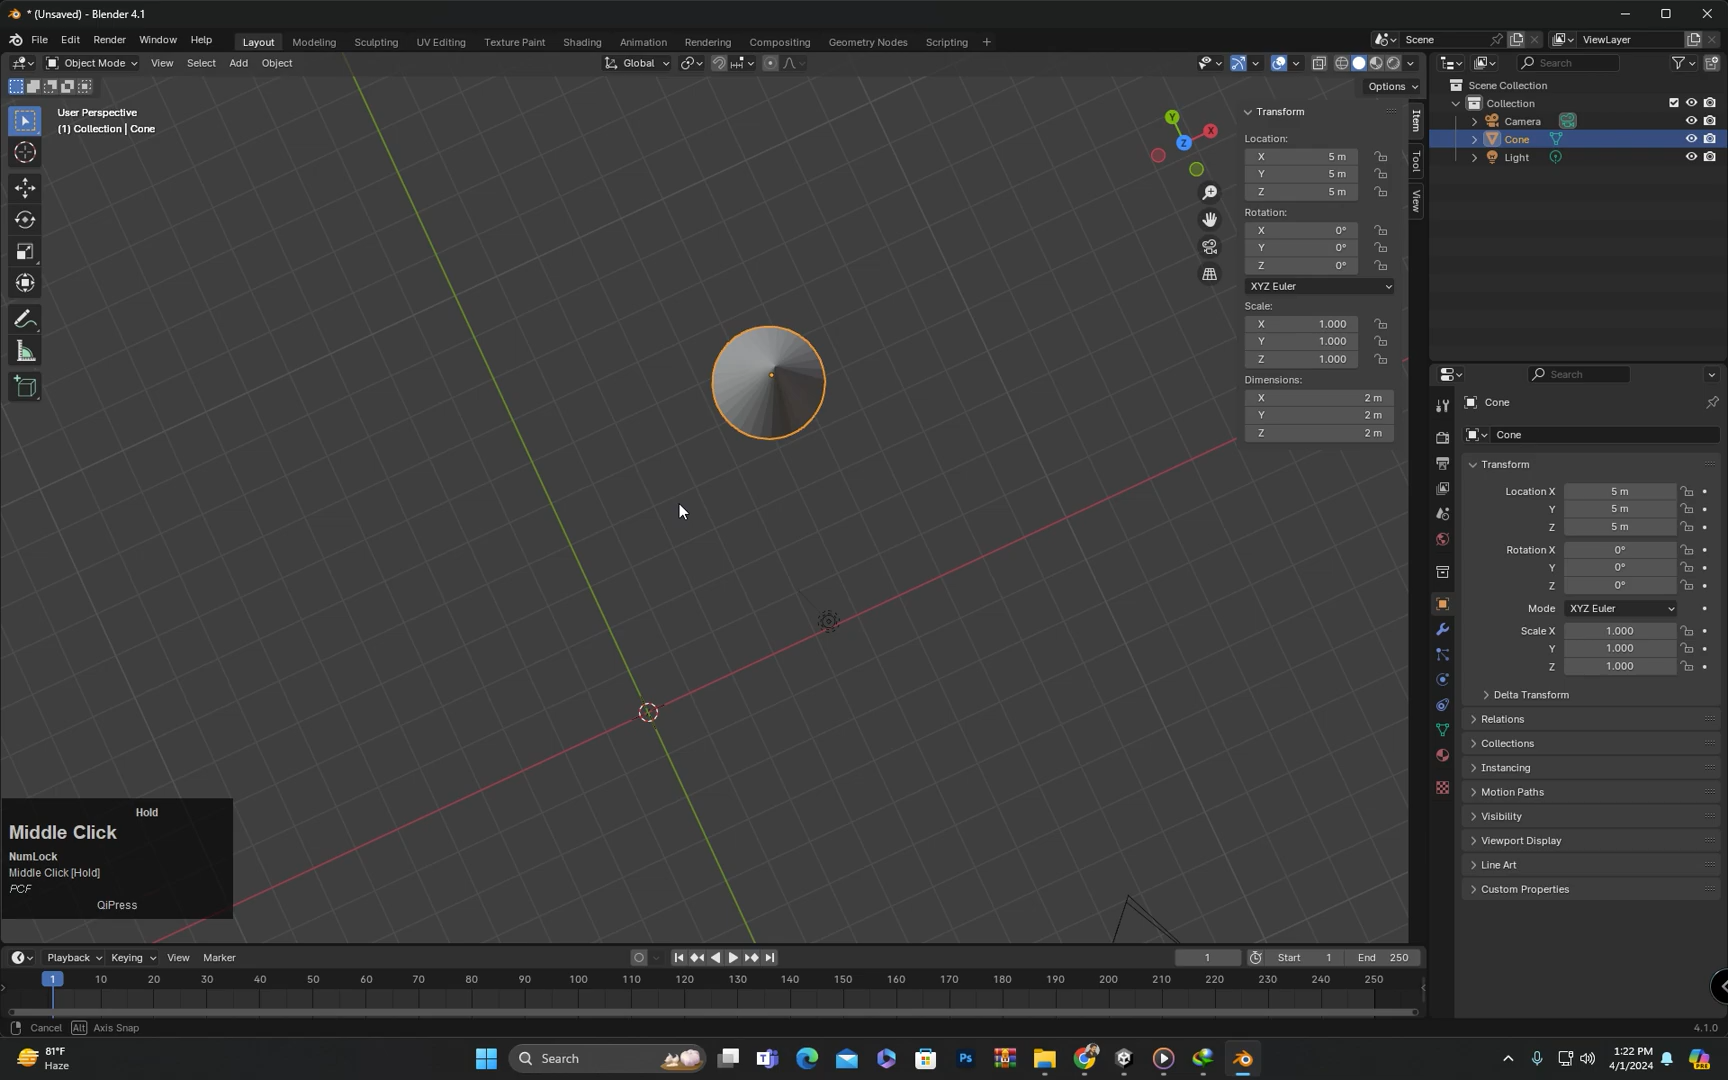 * (Unsaved) - Blender 4.1
File Edit Render Window Help Layout Modeling Sculpting UV Editing Texture Paint Shading Animation Rendering Compositing Geometry Nodes Scripting + Scene ViewLayer
Object Mode View Select Add Object Global Search
Options
User Perspective
(1) Collection | Cone
Y
X
Z
Transform
Location:
X 5 m
Y 5 m
Z 5 m
Rotation:
X 0°
Y 0°
Z 0°
XYZ Euler
Scale:
X 1.000
Y 1.000
Z 1.000
Dimensions:
X 2 m
Y 2 m
Z 2 m
Item
Tool
View
Scene Collection
Collection
Camera
Cone
Light
Search
Cone
Cone
Transform
Location X 5 m
Y 5 m
Z 5 m
Rotation X 0°
Y 0°
Z 0°
Mode XYZ Euler
Scale X 1.000
Y 1.000
Z 1.000
Delta Transform
Relations
Collections
Instancing
Motion Paths
Visibility
Viewport Display
Line Art
Custom Properties
Hold
Middle Click
NumLock
Middle Click [Hold]
PCF
QiPress
Playback Keying View Marker 1 Start 1 End 250
1 10 20 30 40 50 60 70 80 90 100 110 120 130 140 150 160 170 180 190 200 210 220 230 240 250
Cancel Alt Axis Snap 4.1.0
81°F
Haze
Search
Ps
1:22 PM
4/1/2024
PRE